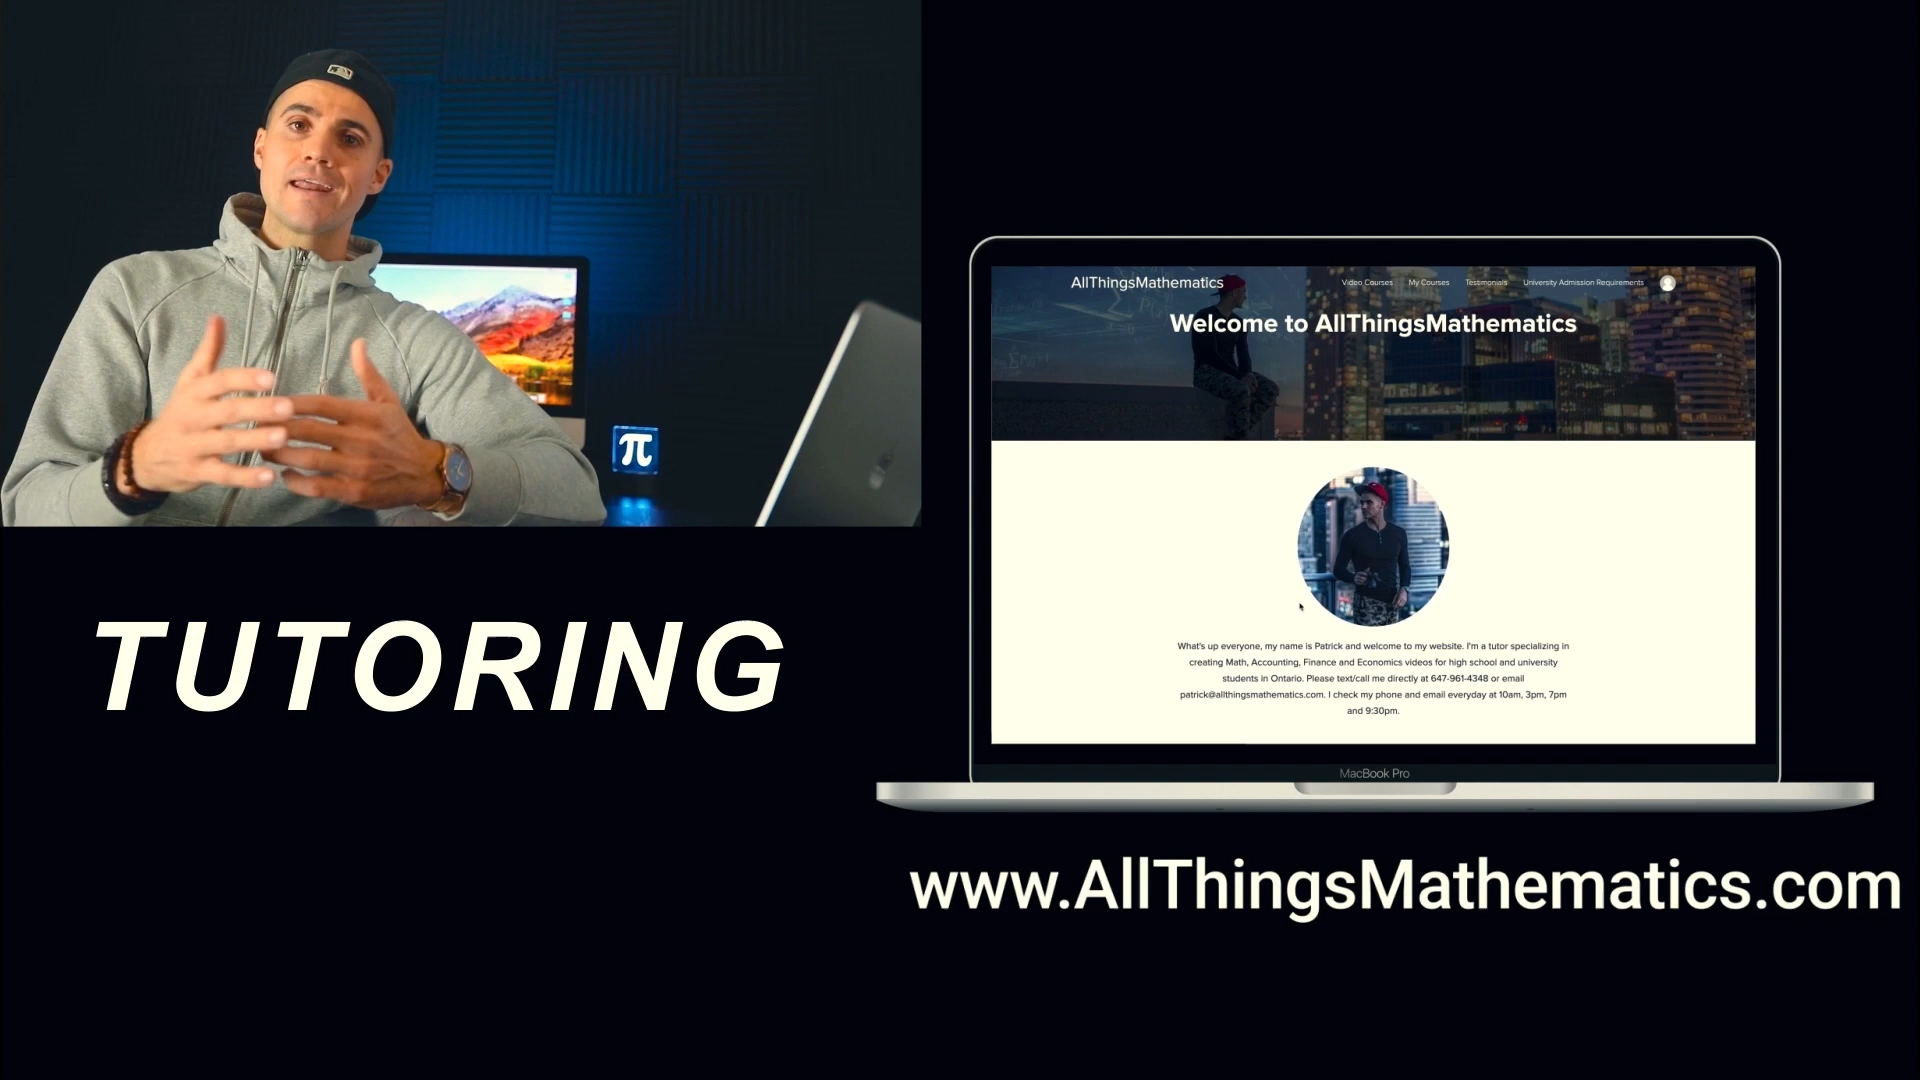 π
TUTORING
AllThingsMathematics
Video Courses My Courses Testimonials University Admission Requirements
Welcome to AllThingsMathematics
What's up everyone, my name is Patrick and welcome to my website. I'm a tutor specializing in
creating Math, Accounting, Finance and Economics videos for high school and university
students in Ontario. Please text/call me directly at 647-961-4348 or email
patrick@allthingsmathematics.com. I check my phone and email everyday at 10am, 3pm, 7pm
and 9:30pm.
MacBook Pro
www.AllThingsMathematics.com